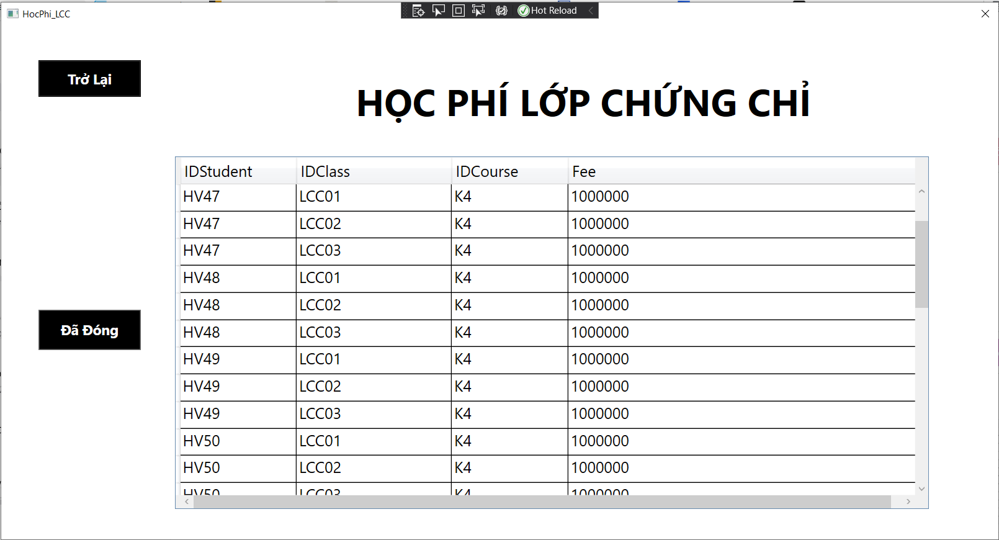 HocPhi_LCC
Hot Reload
Trở Lại
HỌC PHÍ LỚP CHỨNG CHỈ
IDStudent IDClass IDCourse Fee
HV47 LCC01 K4 1000000
HV47 LCC02 K4 1000000
HV47 LCC03 K4 1000000
HV48 LCC01 K4 1000000
HV48 LCC02 K4 1000000
HV48 LCC03 K4 1000000
HV49 LCC01 K4 1000000
HV49 LCC02 K4 1000000
HV49 LCC03 K4 1000000
HV50 LCC01 K4 1000000
HV50 LCC02 K4 1000000
HV50 LCC03 K4 1000000
Đã Đóng